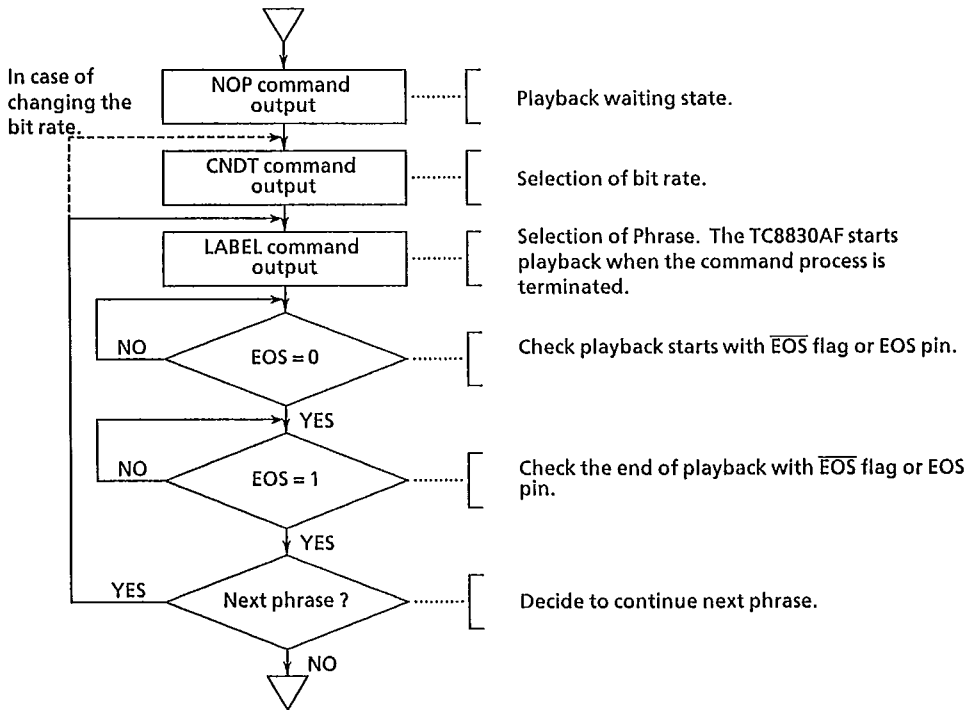 In case of
changing the
bit rate.
NOP command
output
Playback waiting state.
CNDT command
output
Selection of bit rate.
LABEL command
output
Selection of Phrase. The TC8830AF starts
playback when the command process is
terminated.
NO
EOS = 0
Check playback starts with E̅O̅S̅ flag or EOS pin.
YES
NO
EOS = 1
Check the end of playback with E̅O̅S̅ flag or EOS
pin.
YES
YES
Next phrase ?
Decide to continue next phrase.
NO